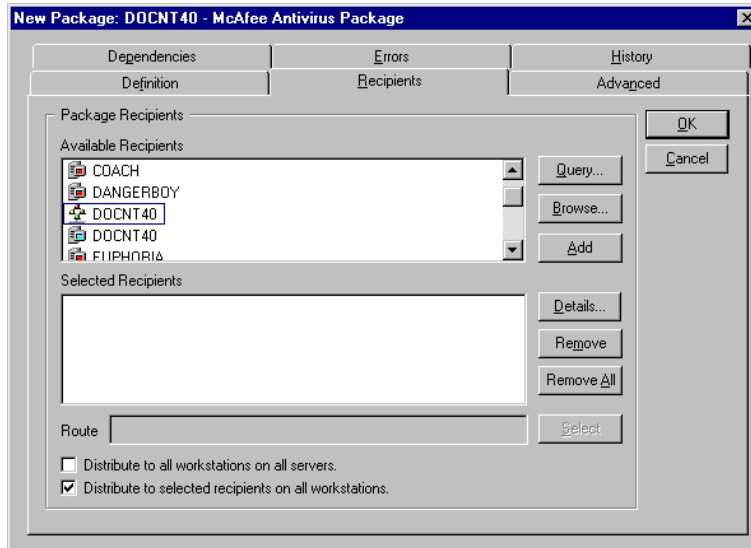 New Package: DOCNT40 - McAfee Antivirus Package
Dependencies Errors History
Definition Recipients Advanced
Package Recipients
OK
Cancel
Available Recipients
COACH
DANGERBOY
DOCNT40
DOCNT40
EUPHORIA
Query...
Browse...
Add
Selected Recipients
Details...
Remove
Remove All
Route
Select
Distribute to all workstations on all servers.
Distribute to selected recipients on all workstations.